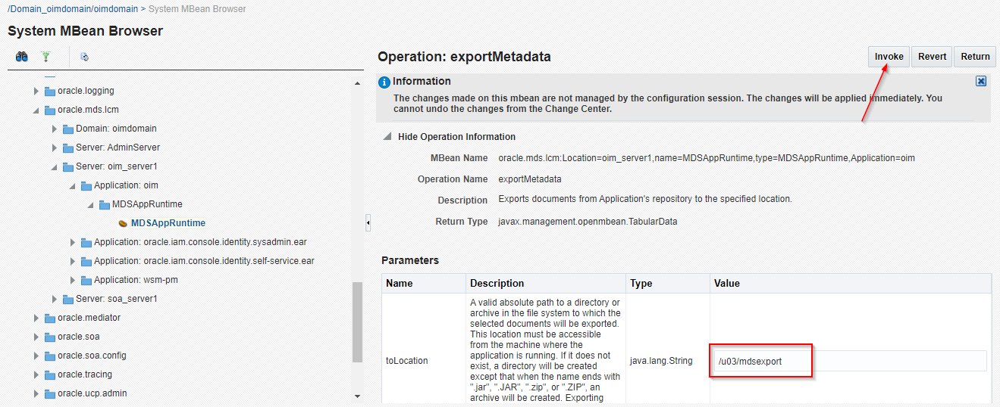 /Domain_oimdomain/oimdomain > System MBean Browser
System MBean Browser
oracle.logging
oracle.mds.lcm
Domain: oimdomain
Server: AdminServer
Server: oim_server1
Application: oim
MDSAppRuntime
MDSAppRuntime
Application: oracle.iam.console.identity.sysadmin.ear
Application: oracle.iam.console.identity.self-service.ear
Application: wsm-pm
Server: soa_server1
oracle.mediator
oracle.soa
oracle.soa.config
oracle.tracing
oracle.ucp.admin
Operation: exportMetadata
Invoke Revert Return
Information
The changes made on this mbean are not managed by the configuration session. The changes will be applied immediately. You
cannot undo the changes from the Change Center.
Hide Operation Information
MBean Name oracle.mds.lcm:Location=oim_server1,name=MDSAppRuntime,type=MDSAppRuntime,Application=oim
Operation Name exportMetadata
Description Exports documents from Application's repository to the specified location.
Return Type javax.management.openmbean.TabularData
Parameters
Name Description Type Value
A valid absolute path to a directory or
archive in the file system to which the
selected documents will be exported.
This location must be accessible
from the machine where the
toLocation application is running. If it does not java.lang.String /u03/mdsexport
exist, a directory will be created
except that when the name ends with
".jar", ".JAR", ".zip", or ".ZIP", an
archive will be created. Exporting